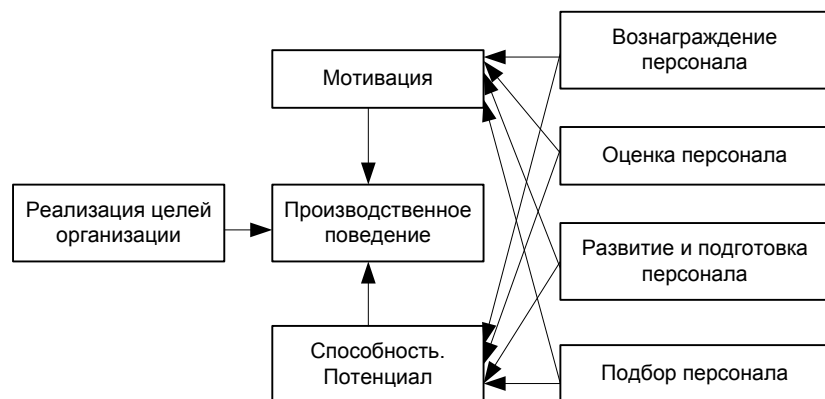 Вознаграждение
персонала
Мотивация
Оценка персонала
Реализация целей
организации
Производственное
поведение
Развитие и подготовка
персонала
Способность.
Потенциал
Подбор персонала